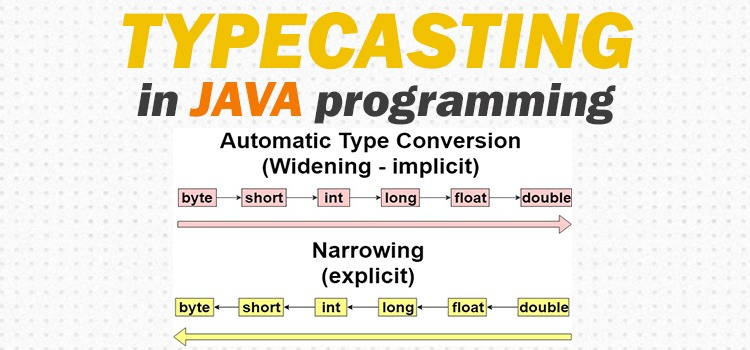 TYPECASTING
in JAVA programming
Automatic Type Conversion
(Widening - implicit)
byte short int long float double
Narrowing
(explicit)
byte short int long float double